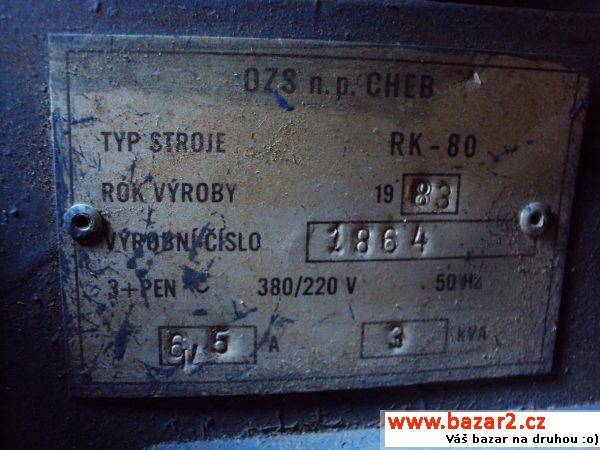 OZS n.p. CHEB
TYP STROJE RK-80
ROK VÝROBY 19 83
VÝROBNÍ ČÍSLO 1864
3+PEN ~ 380/220 V 50 Hz
6,5 A 3 kVA
www.bazar2.cz
Váš bazar na druhou :o)